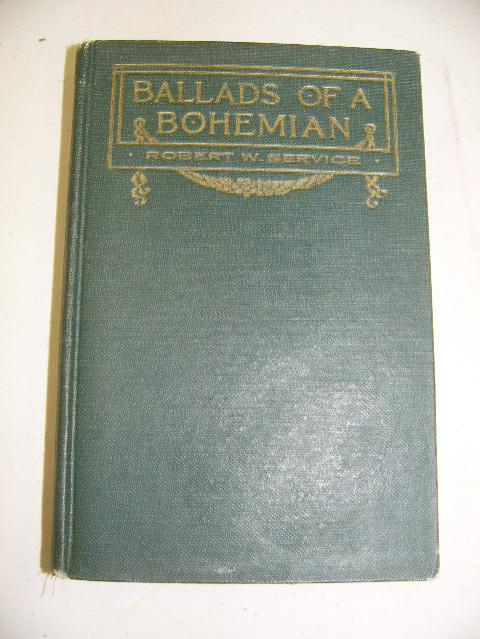 BALLADS OF A
BOHEMIAN
· ROBERT W. SERVICE ·